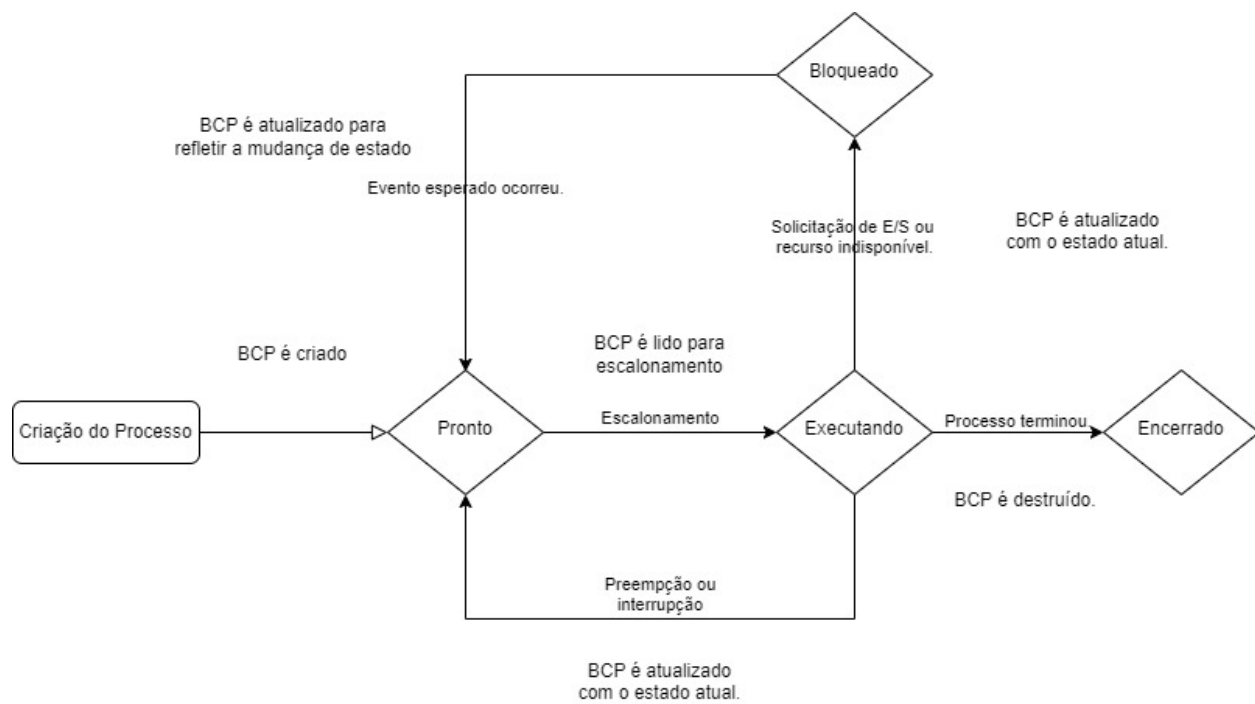 Bloqueado
BCP é atualizado para
refletir a mudança de estado
Evento esperado ocorreu.
Solicitação de E/S ou
recurso indisponível.
BCP é atualizado
com o estado atual.
BCP é criado
BCP é lido para
escalonamento
Criação do Processo
Pronto
Escalonamento
Executando
Processo terminou
Encerrado
BCP é destruído.
Preempção ou
interrupção
BCP é atualizado
com o estado atual.